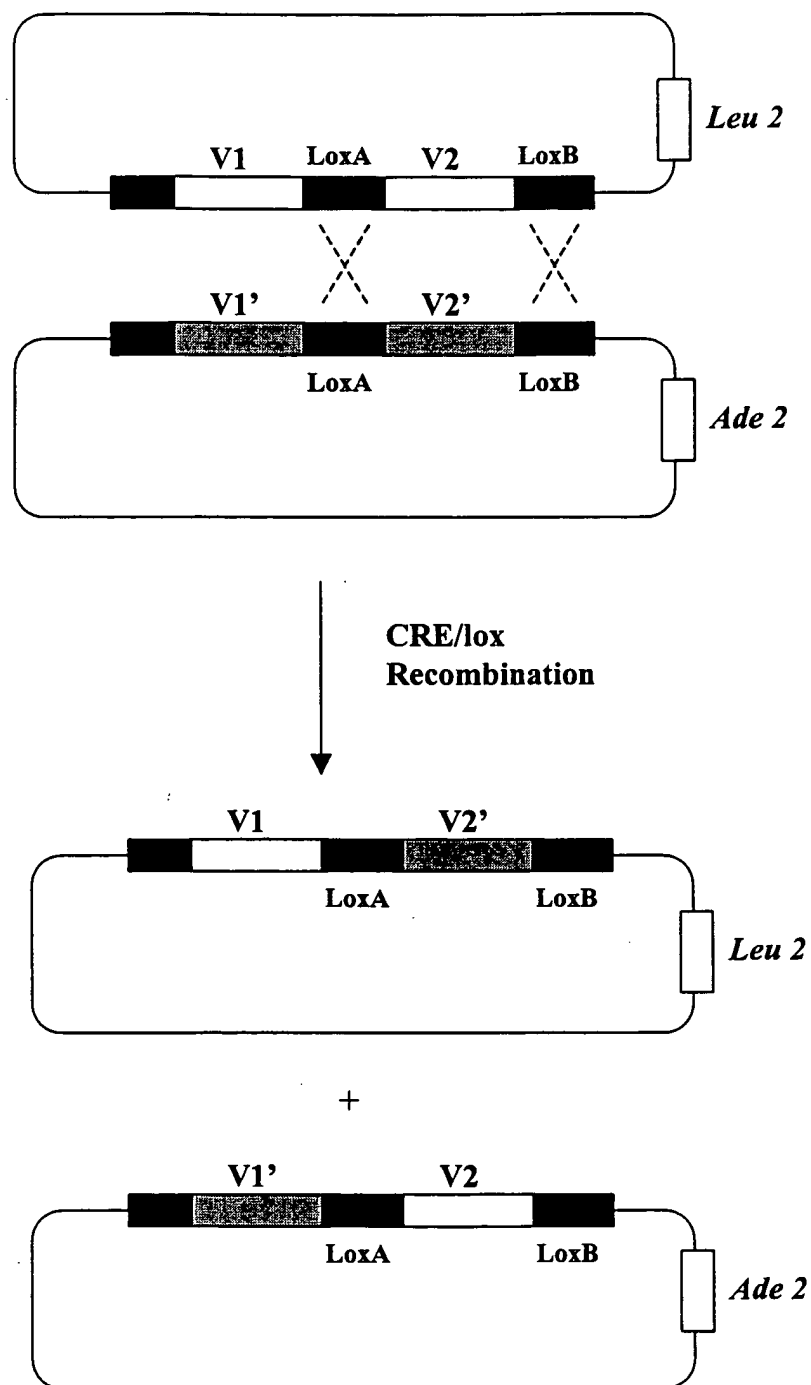 Leu 2
V1 LoxA V2 LoxB
V1’ V2’
LoxA LoxB
Ade 2
CRE/lox
Recombination
V1 V2’
LoxA LoxB
Leu 2
+
V1’ V2
LoxA LoxB
Ade 2